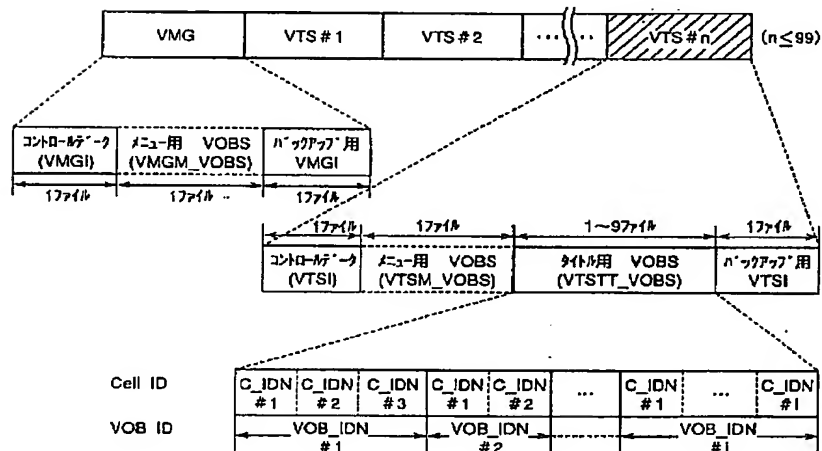 VMG VTS#1 VTS#2 ... ... VTS#n (n≤99)
コントロールデータ メニュー用 VOBS バックアップ用
(VMGI) (VMGM_VOBS) VMGI
1ファイル 1ファイル 1ファイル
1ファイル 1ファイル 1~9ファイル 1ファイル
コントロールデータ メニュー用 VOBS タイトル用 VOBS バックアップ用
(VTSI) (VTSM_VOBS) (VTSTT_VOBS) VTSI
Cell ID C_IDN C_IDN C_IDN C_IDN C_IDN ... C_IDN ... C_IDN
#1 #2 #3 #1 #2 #1 #I
VOB ID VOB_IDN VOB_IDN VOB_IDN
#1 #2 #I